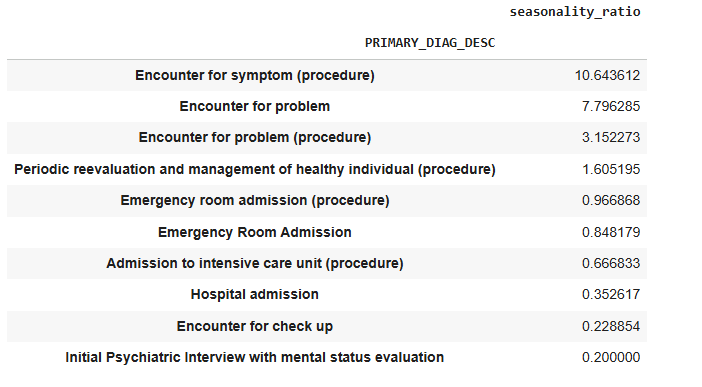 seasonality_ratio
PRIMARY_DIAG_DESC
Encounter for symptom (procedure) 10.643612
Encounter for problem 7.796285
Encounter for problem (procedure) 3.152273
Periodic reevaluation and management of healthy individual (procedure) 1.605195
Emergency room admission (procedure) 0.966868
Emergency Room Admission 0.848179
Admission to intensive care unit (procedure) 0.666833
Hospital admission 0.352617
Encounter for check up 0.228854
Initial Psychiatric Interview with mental status evaluation 0.200000